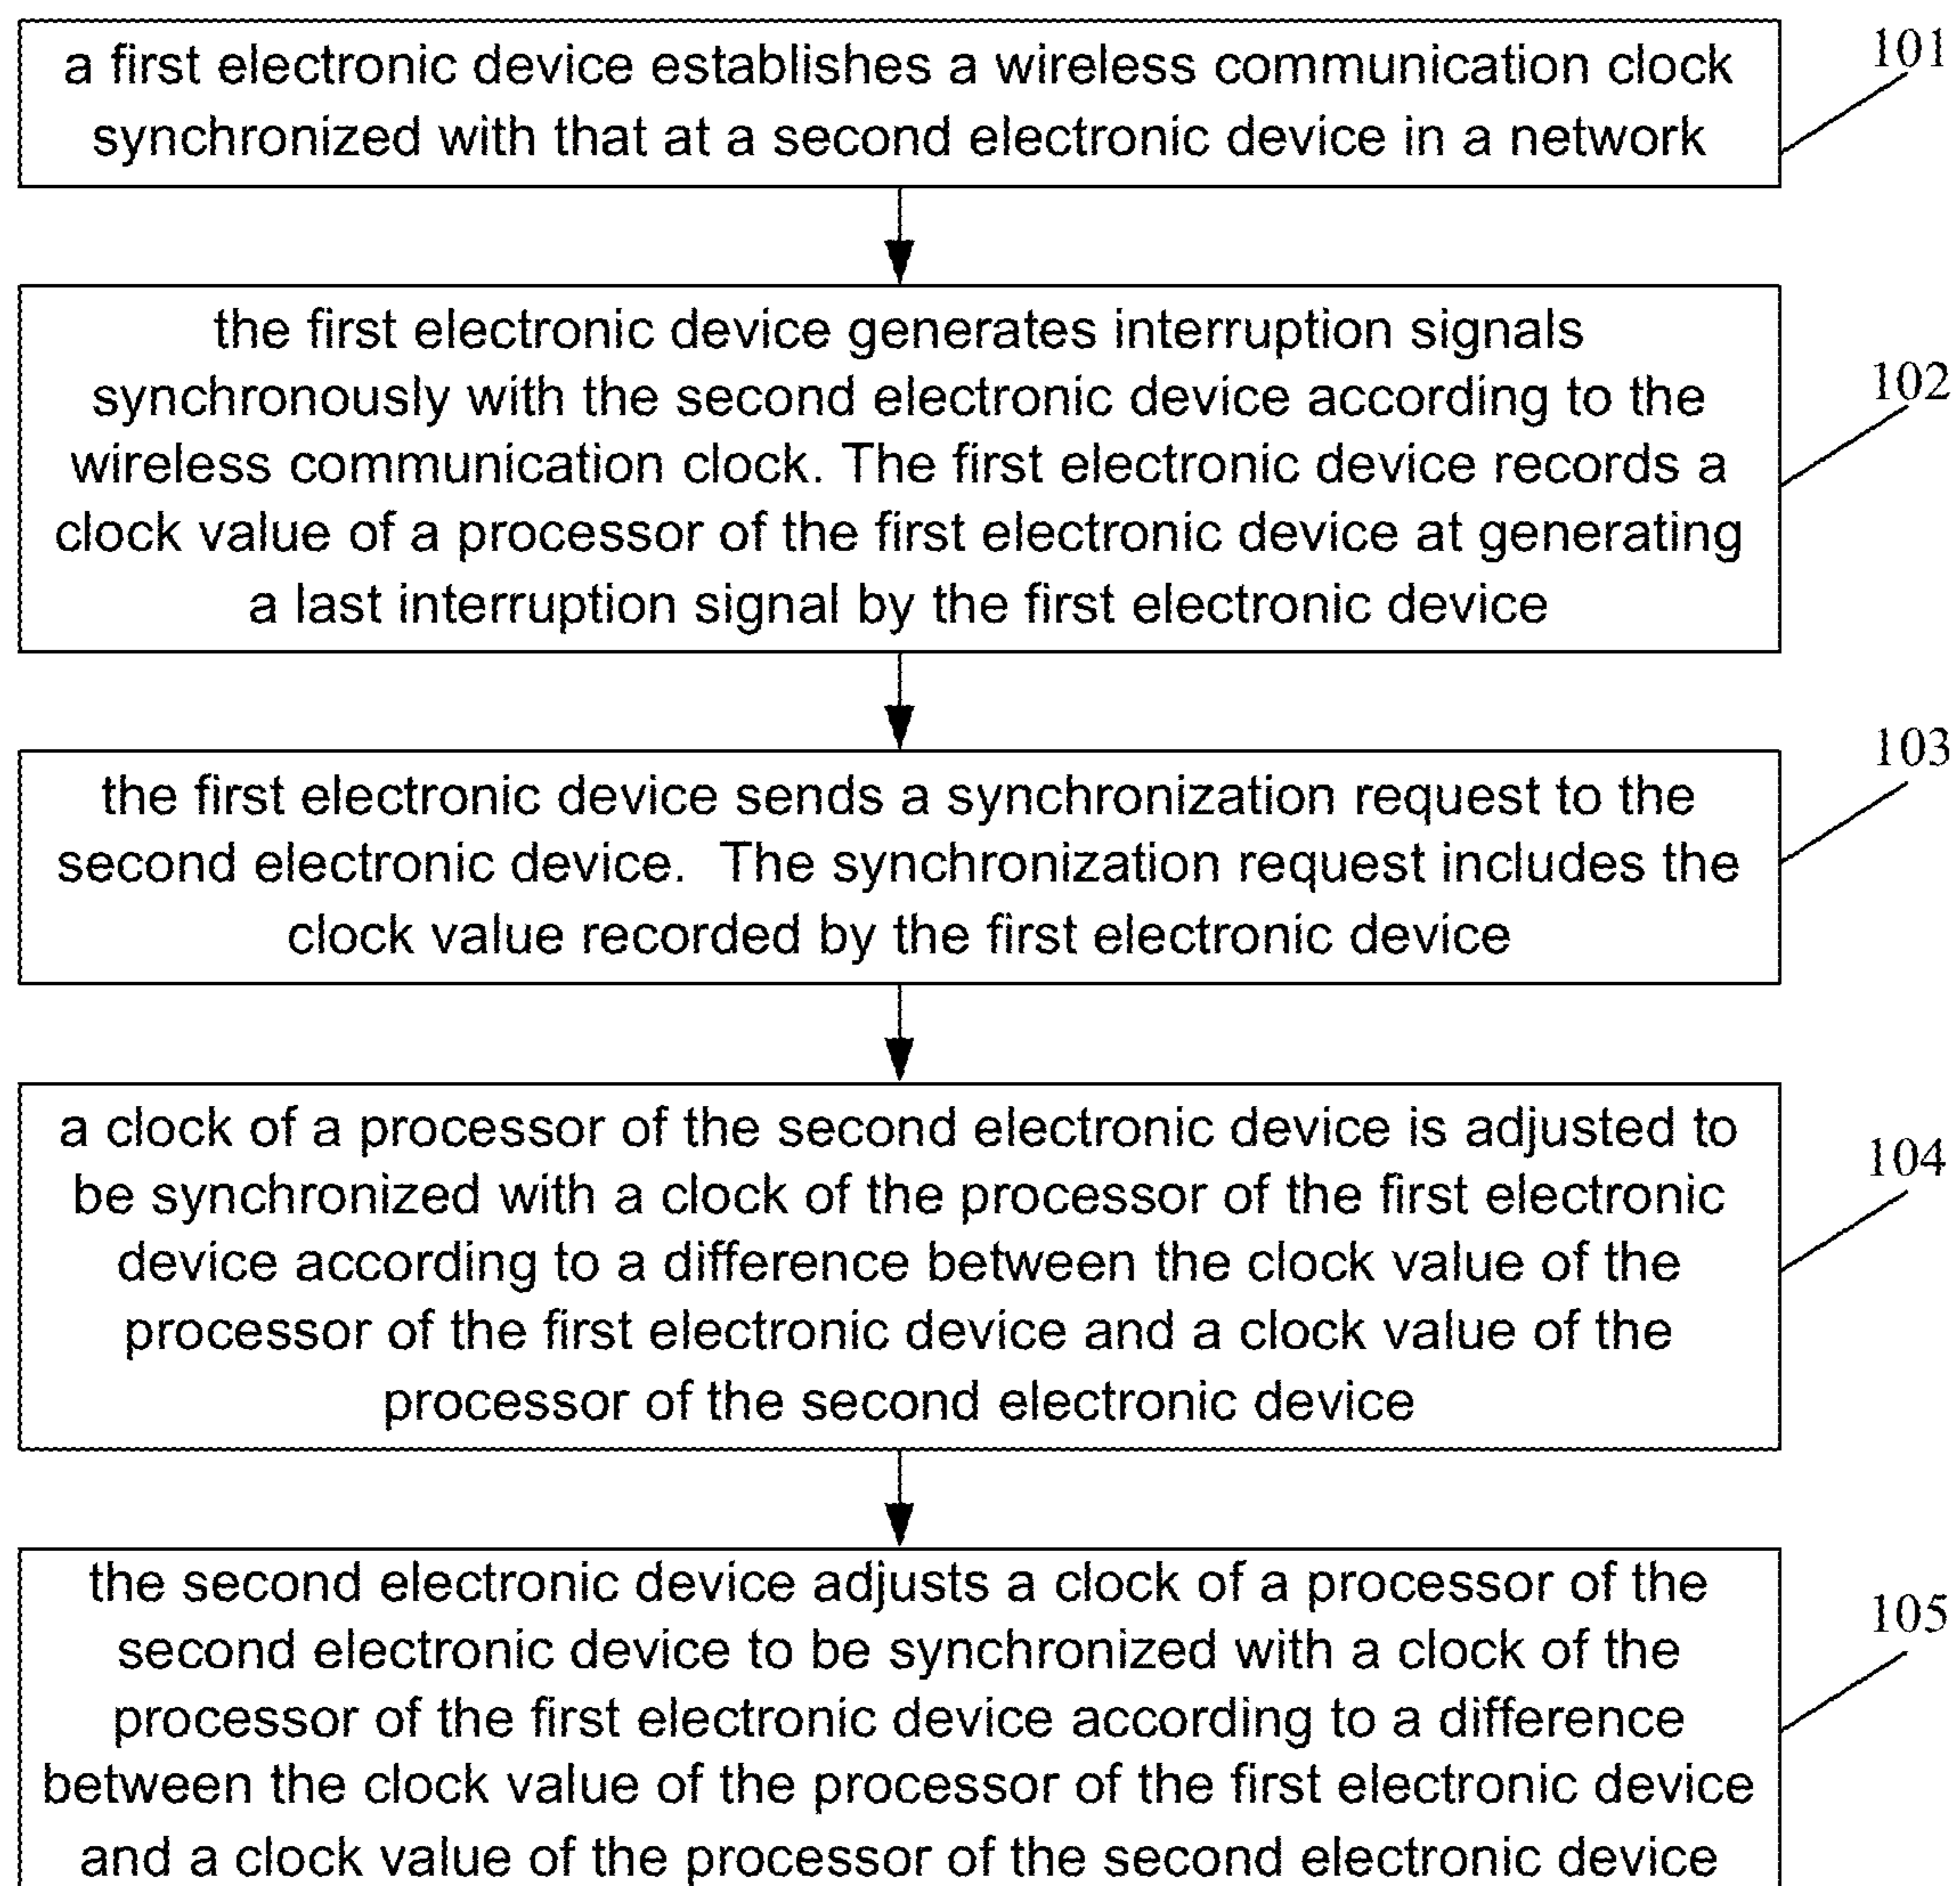 a first electronic device establishes a wireless communication clock
synchronized with that at a second electronic device in a network
101
the first electronic device generates interruption signals
synchronously with the second electronic device according to the
wireless communication clock. The first electronic device records a
clock value of a processor of the first electronic device at generating
a last interruption signal by the first electronic device
102
the first electronic device sends a synchronization request to the
second electronic device.  The synchronization request includes the
clock value recorded by the first electronic device
103
a clock of a processor of the second electronic device is adjusted to
be synchronized with a clock of the processor of the first electronic
device according to a difference between the clock value of the
processor of the first electronic device and a clock value of the
processor of the second electronic device
104
the second electronic device adjusts a clock of a processor of the
second electronic device to be synchronized with a clock of the
processor of the first electronic device according to a difference
between the clock value of the processor of the first electronic device
and a clock value of the processor of the second electronic device
105